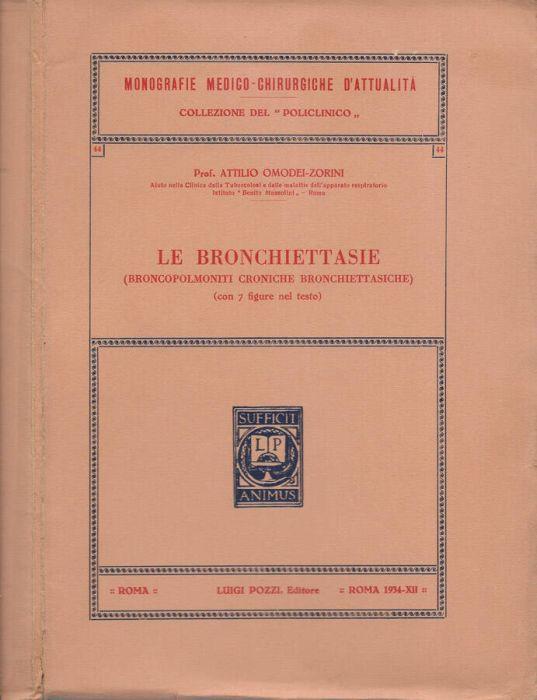 MONOGRAFIE MEDICO-CHIRURGICHE D'ATTUALITÀ
COLLEZIONE DEL "POLICLINICO„
44 44
Prof. ATTILIO OMODEI-ZORINI
Aiuto nella Clinica della Tubercolosi e delle malattie dell'apparato respiratorio
Istituto "Benito Mussolini„ - Roma
LE BRONCHIETTASIE
(BRONCOPOLMONITI CRONICHE BRONCHIETTASICHE)
(con 7 figure nel testo)
SUFFICIT
L P
ANIMUS
:: ROMA :: LUIGI POZZI, Editore :: ROMA 1934-XII ::